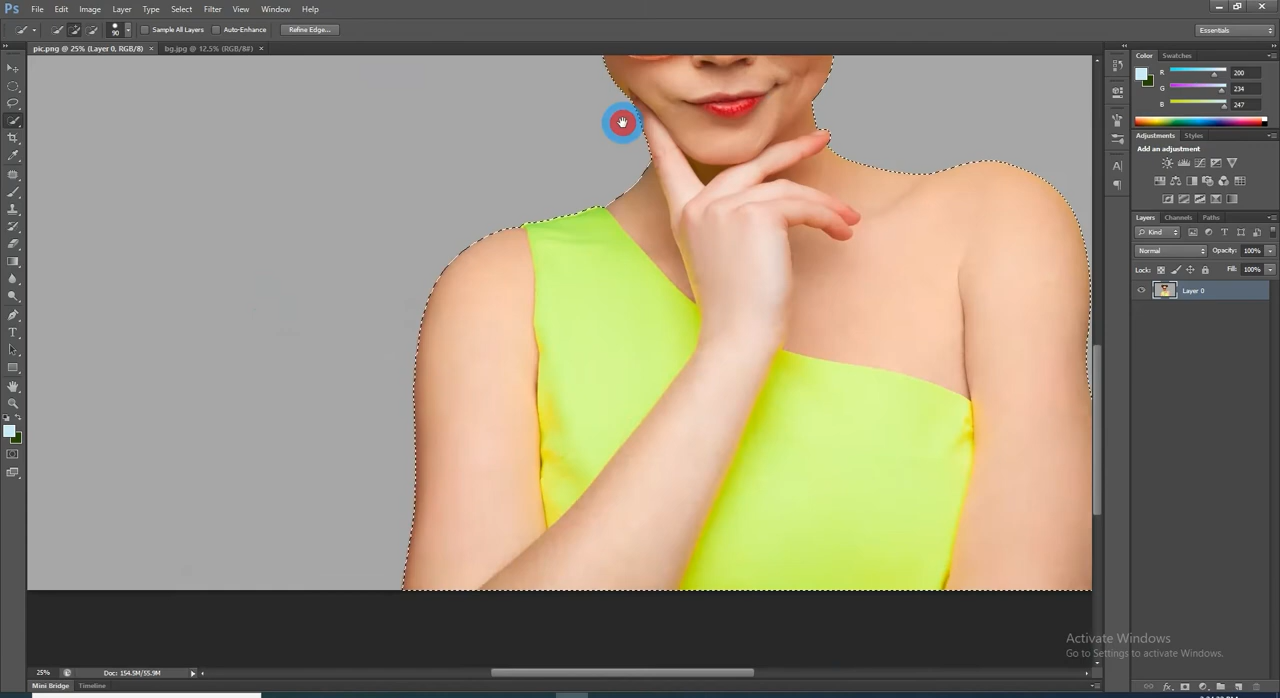 Ps File Edit Image Layer Type Select Filter View Window Help
90 Sample All Layers Auto-Enhance Refine Edge... Essentials
pic.png @ 25% (Layer 0, RGB/8) × bg.jpg @ 12.5% (RGB/8#) ×
Color Swatches
R 200
G 234
B 247
Adjustments Styles
Add an adjustment
Layers Channels Paths
Kind
Normal Opacity: 100%
Lock: Fill: 100%
Layer 0
Activate Windows
Go to Settings to activate Windows.
25% Doc: 154.5M/55.9M
Mini Bridge Timeline